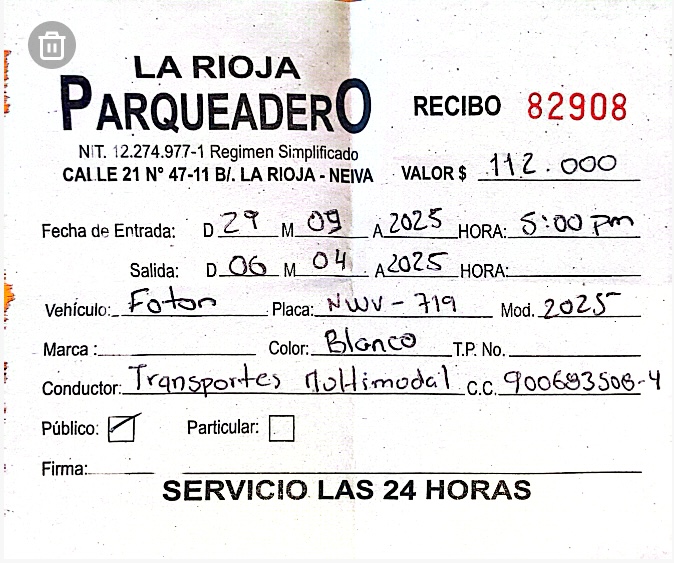 LA RIOJA
PARQUEADERO
RECIBO 82908
NIT. 12.274.977-1 Regimen Simplificado
CALLE 21 N° 47-11 B/. LA RIOJA - NEIVA VALOR $ 112.000
Fecha de Entrada: D 29 M 09 A 2025 HORA: 5:00 pm
Salida: D 06 M 04 A 2025 HORA:
Vehículo: Foton Placa: NWV-719 Mod. 2025
Marca : Color: Blanco T.P. No.
Conductor: Transportes Multimodal C.C. 900683508-4
Público: Particular:
Firma:
SERVICIO LAS 24 HORAS